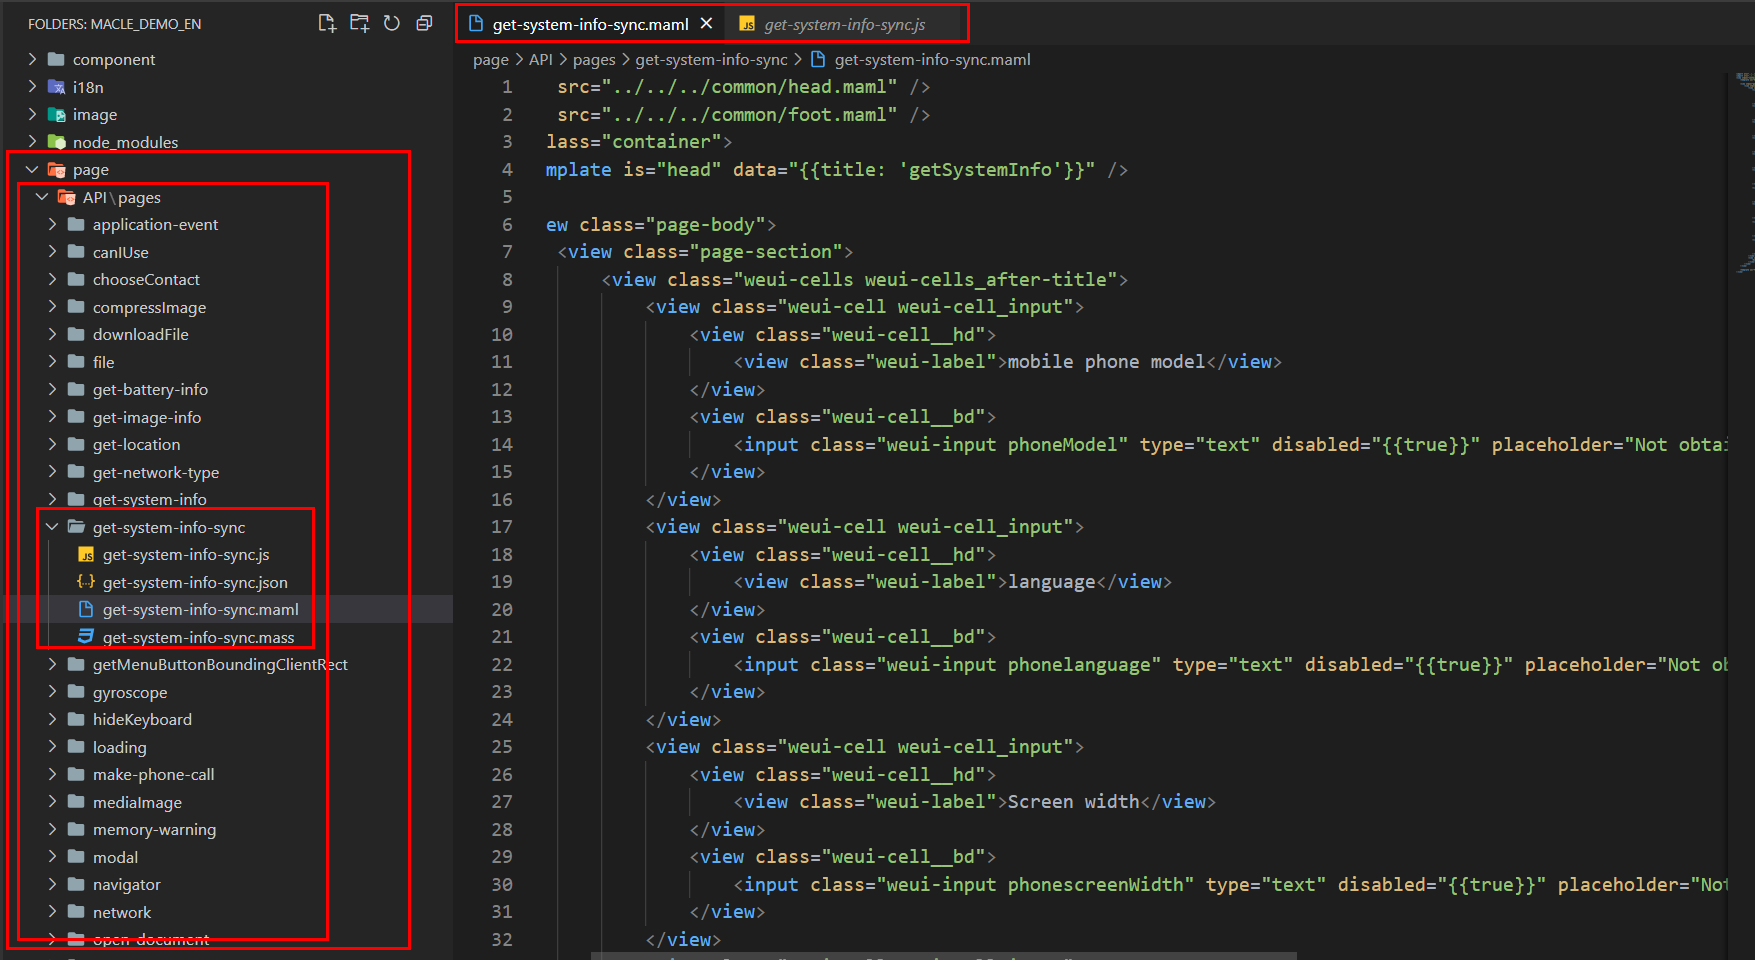 FOLDERS: MACLE_DEMO_EN
component
i18n
image
node_modules
page
API\pages
application-event
canIUse
chooseContact
compressImage
downloadFile
file
get-battery-info
get-image-info
get-location
get-network-type
get-system-info
get-system-info-sync
get-system-info-sync.js
get-system-info-sync.json
get-system-info-sync.maml
get-system-info-sync.mass
getMenuButtonBoundingClientRect
gyroscope
hideKeyboard
loading
make-phone-call
mediaImage
memory-warning
modal
navigator
network
open-document
get-system-info-sync.maml
JS get-system-info-sync.js
page > API > pages > get-system-info-sync > get-system-info-sync.maml
1 src="../../../common/head.maml" />
2 src="../../../common/foot.maml" />
3 lass="container">
4 mplate is="head" data="{{title: 'getSystemInfo'}}" />
5
6 ew class="page-body">
7 <view class="page-section">
8 <view class="weui-cells weui-cells_after-title">
9 <view class="weui-cell weui-cell_input">
10 <view class="weui-cell__hd">
11 <view class="weui-label">mobile phone model</view>
12 </view>
13 <view class="weui-cell__bd">
14 <input class="weui-input phoneModel" type="text" disabled="{{true}}" placeholder="Not obtai
15 </view>
16 </view>
17 <view class="weui-cell weui-cell_input">
18 <view class="weui-cell__hd">
19 <view class="weui-label">language</view>
20 </view>
21 <view class="weui-cell__bd">
22 <input class="weui-input phonelanguage" type="text" disabled="{{true}}" placeholder="Not ob
23 </view>
24 </view>
25 <view class="weui-cell weui-cell_input">
26 <view class="weui-cell__hd">
27 <view class="weui-label">Screen width</view>
28 </view>
29 <view class="weui-cell__bd">
30 <input class="weui-input phonescreenWidth" type="text" disabled="{{true}}" placeholder="Not
31 </view>
32 </view>